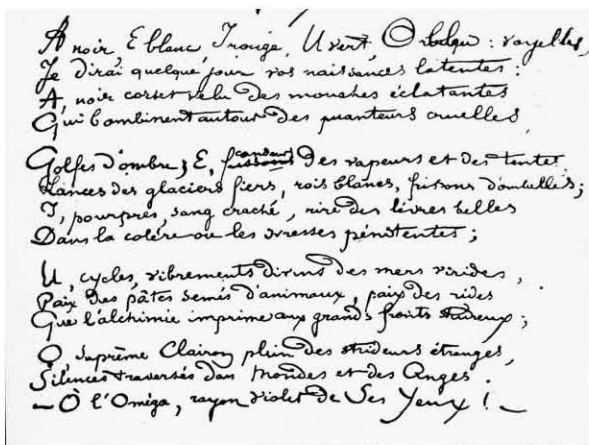 A noir, E blanc, I rouge, U vert, O bleu : voyelles,
Je dirai quelque jour vos naissances latentes :
A, noir corset velu des mouches éclatantes
Qui bombinent autour des puanteurs cruelles,
Golfes d'ombre ; E, candeurs des vapeurs et des tentes,
Lances des glaciers fiers, rois blancs, frissons d'ombelles ;
I, pourpres, sang craché, rire des lèvres belles
Dans la colère ou les ivresses pénitentes ;
U, cycles, vibrements divins des mers virides,
Paix des pâtis semés d'animaux, paix des rides
Que l'alchimie imprime aux grands fronts studieux ;
O, suprême Clairon plein des strideurs étranges,
Silences traversés des Mondes et des Anges :
— O l'Oméga, rayon violet de Ses Yeux ! —